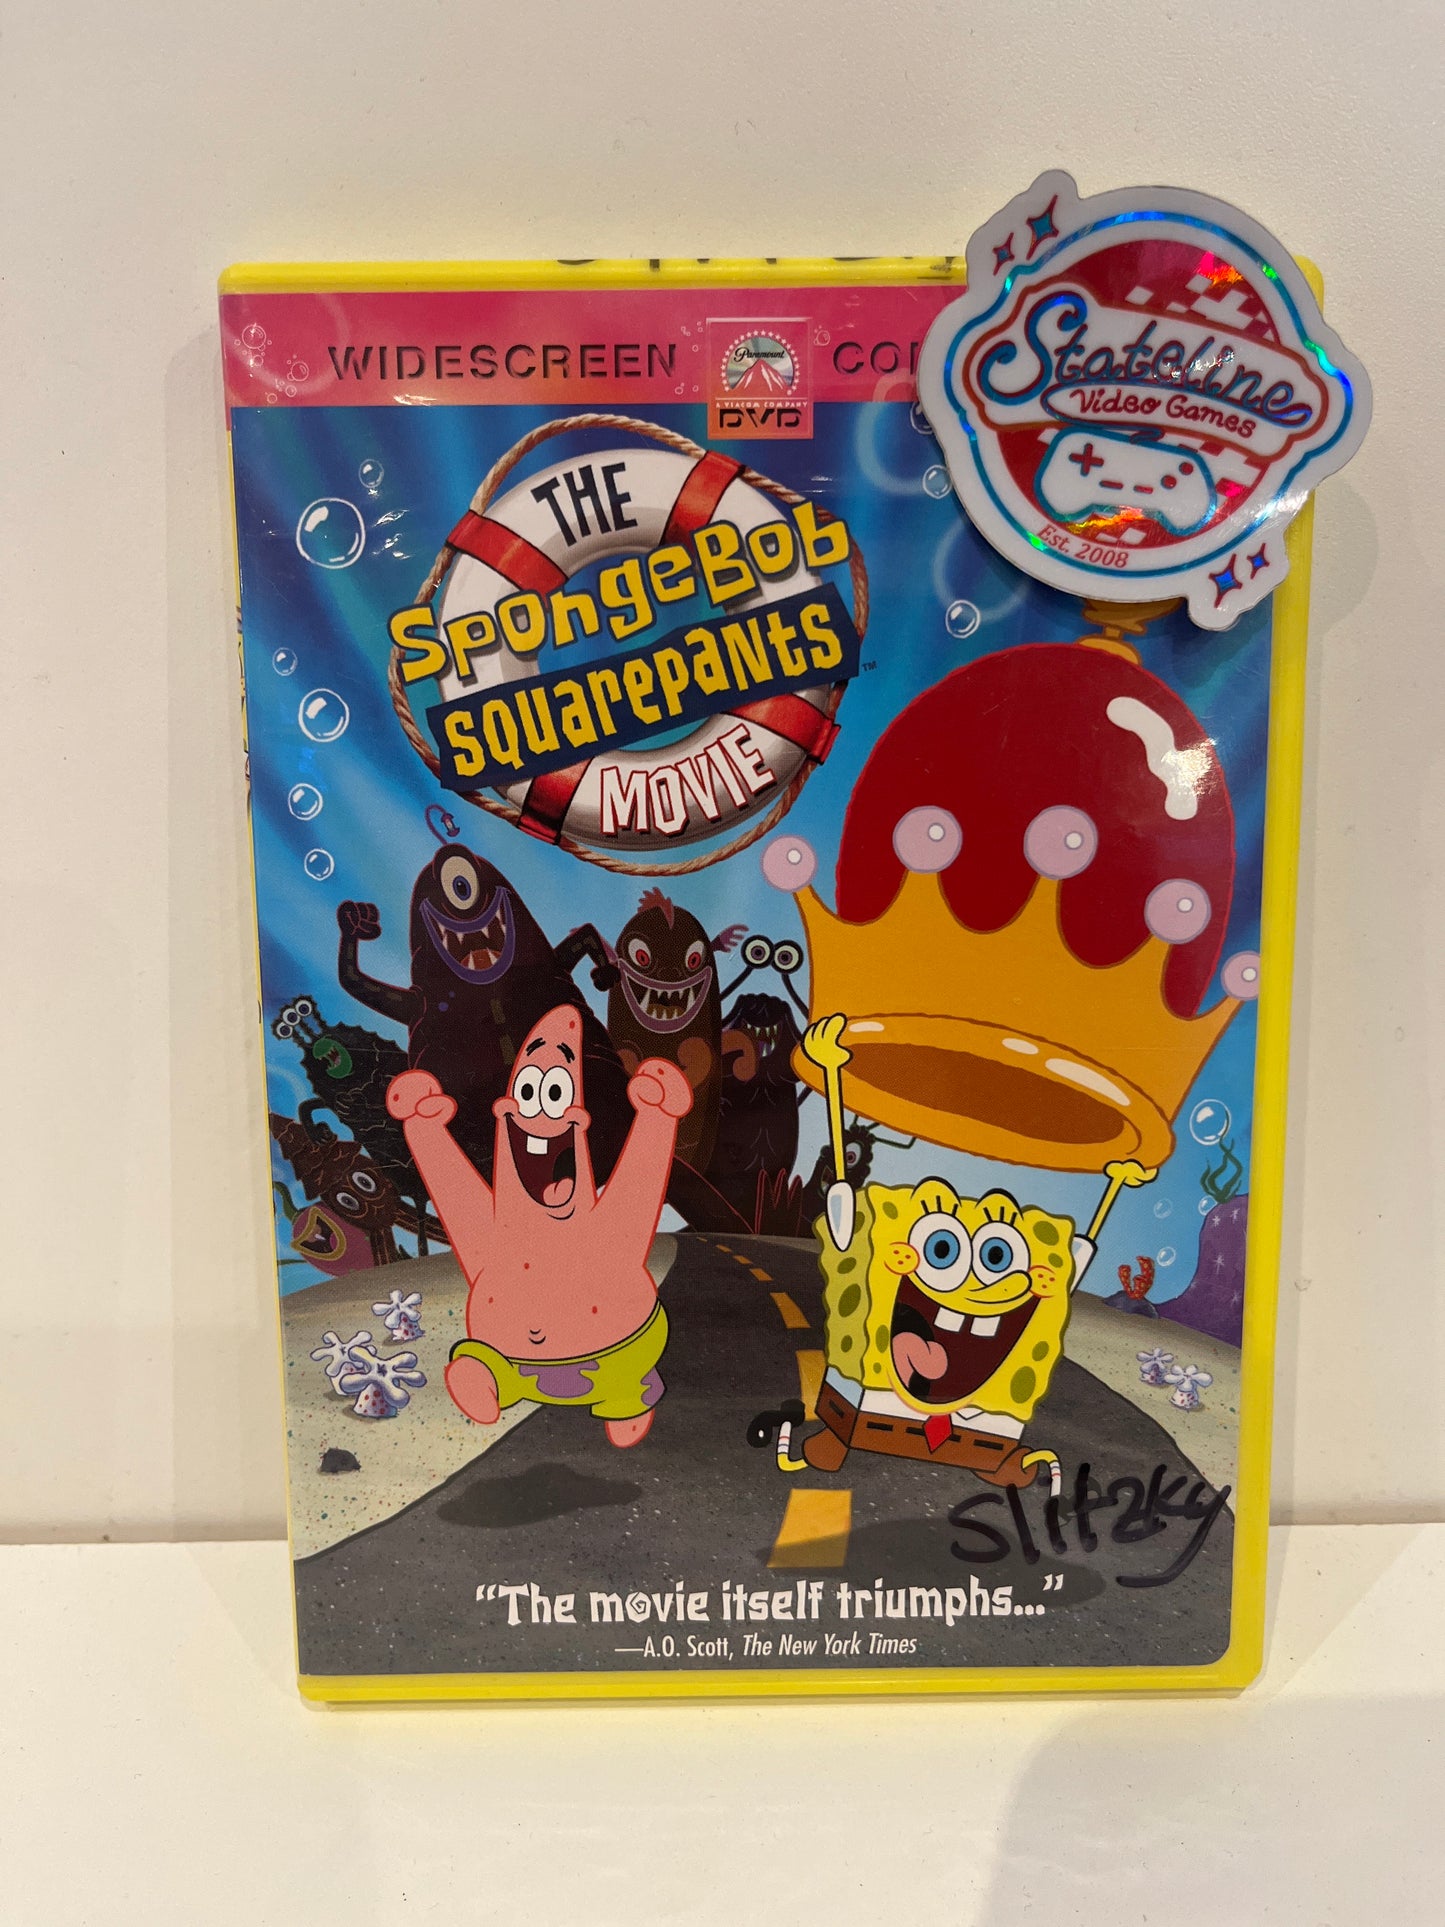 WIDESCREEN
Paramount
A VIACOM COMPANY
DVD
Stateline
Video Games
Est. 2008
THE
SpongeBob
SquarePants
™
MOVIE
slitzky
"The movie itself triumphs..."
—A.O. Scott, The New York Times